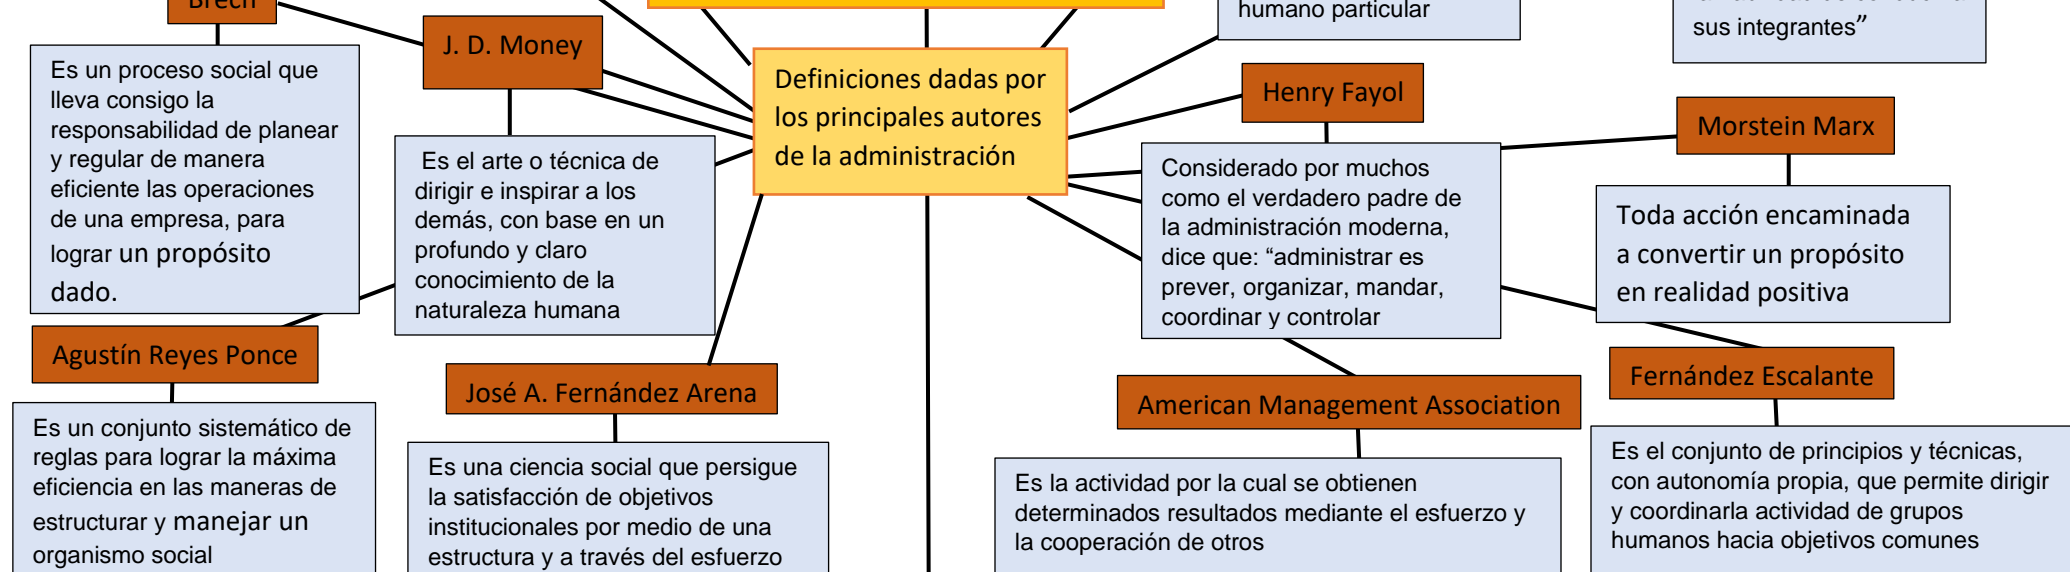 Brech
Es un proceso social que
lleva consigo la
responsabilidad de planear
y regular de manera
eficiente las operaciones
de una empresa, para
lograr un propósito
dado.
J. D. Money
Es el arte o técnica de
dirigir e inspirar a los
demás, con base en un
profundo y claro
conocimiento de la
naturaleza humana
Definiciones dadas por
los principales autores
de la administración
humano particular
sus integrantes”
Henry Fayol
Considerado por muchos
como el verdadero padre de
la administración moderna,
dice que: “administrar es
prever, organizar, mandar,
coordinar y controlar
Morstein Marx
Toda acción encaminada
a convertir un propósito
en realidad positiva
Agustín Reyes Ponce
Es un conjunto sistemático de
reglas para lograr la máxima
eficiencia en las maneras de
estructurar y manejar un
organismo social
José A. Fernández Arena
Es una ciencia social que persigue
la satisfacción de objetivos
institucionales por medio de una
estructura y a través del esfuerzo
American Management Association
Es la actividad por la cual se obtienen
determinados resultados mediante el esfuerzo y
la cooperación de otros
Fernández Escalante
Es el conjunto de principios y técnicas,
con autonomía propia, que permite dirigir
y coordinarla actividad de grupos
humanos hacia objetivos comunes